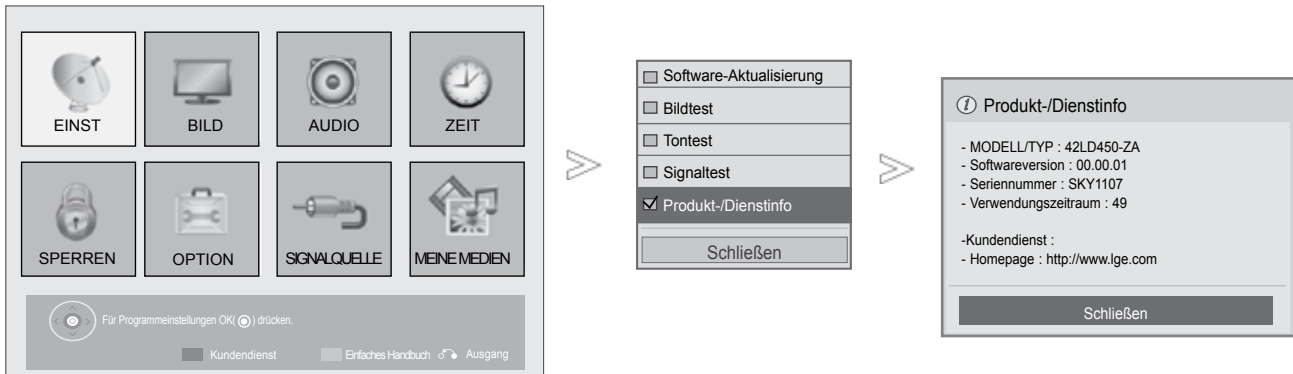 EINST
BILD
AUDIO
ZEIT
SPERREN
OPTION
SIGNALQUELLE
MEINE MEDIEN
Für Programmeinstellungen OK( ) drücken.
Kundendienst
Einfaches Handbuch
Ausgang
Software-Aktualisierung
Bildtest
Tontest
Signaltest
Produkt-/Dienstinfo
Schließen
Produkt-/Dienstinfo
- MODELL/TYP : 42LD450-ZA
- Softwareversion : 00.00.01
- Seriennummer : SKY1107
- Verwendungszeitraum : 49
-Kundendienst :
- Homepage : http://www.lge.com
Schließen